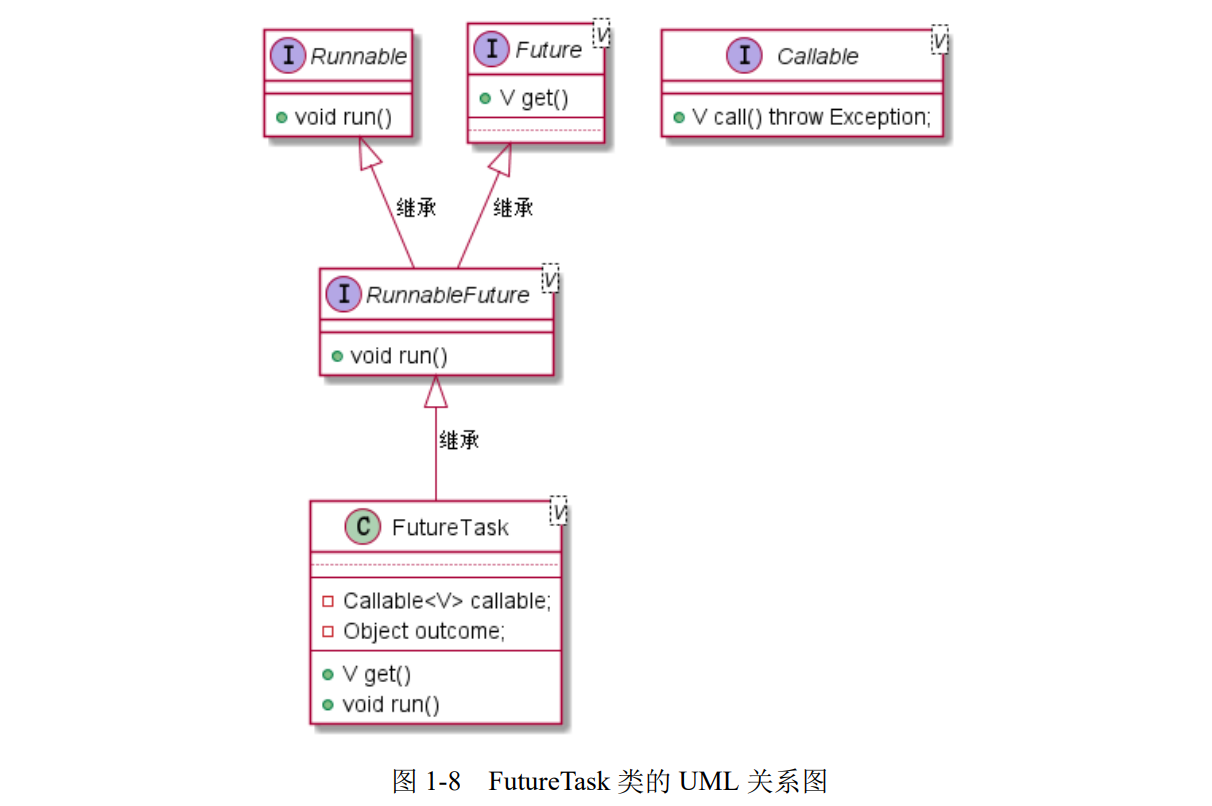 I Runnable
void run()
I Future
V
V get()
I Callable
V
V call() throw Exception;
继承
继承
I RunnableFuture
V
void run()
继承
C FutureTask
V
Callable<V> callable;
Object outcome;
V get()
void run()
图 1-8 FutureTask 类的 UML 关系图